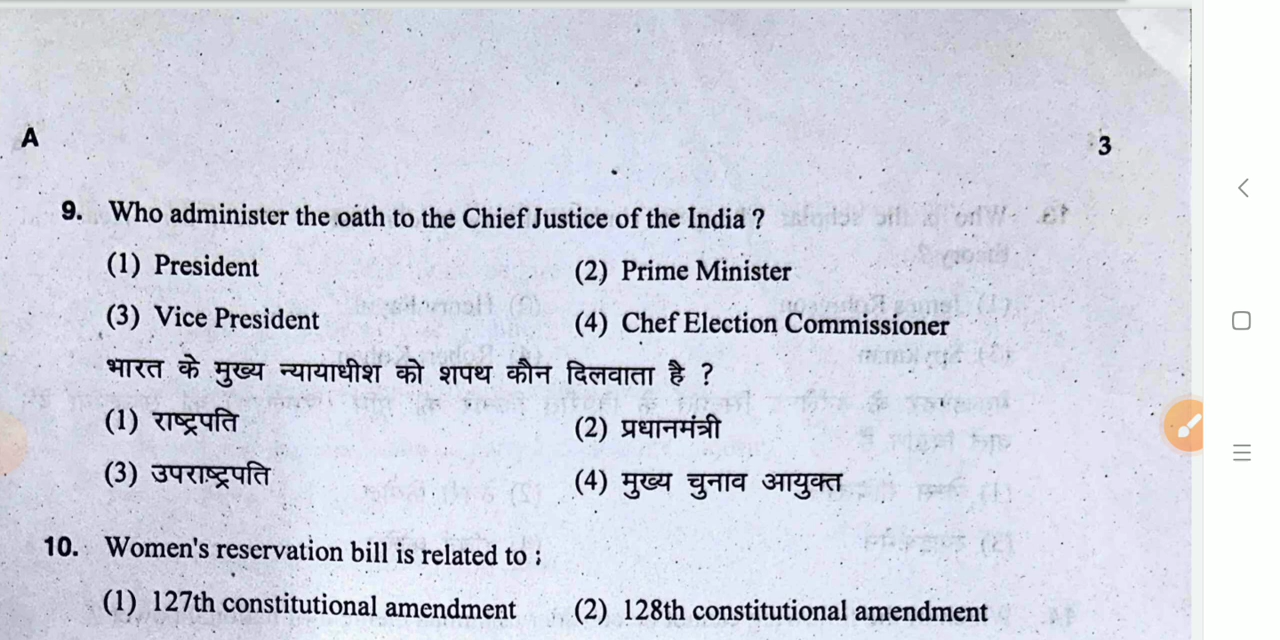 A
3
9. Who administer the oath to the Chief Justice of the India ?
(1) President (2) Prime Minister
(3) Vice President (4) Chef Election Commissioner
भारत के मुख्य न्यायाधीश को शपथ कौन दिलवाता है ?
(1) राष्ट्रपति (2) प्रधानमंत्री
(3) उपराष्ट्रपति (4) मुख्य चुनाव आयुक्त
10. Women's reservation bill is related to :
(1) 127th constitutional amendment (2) 128th constitutional amendment